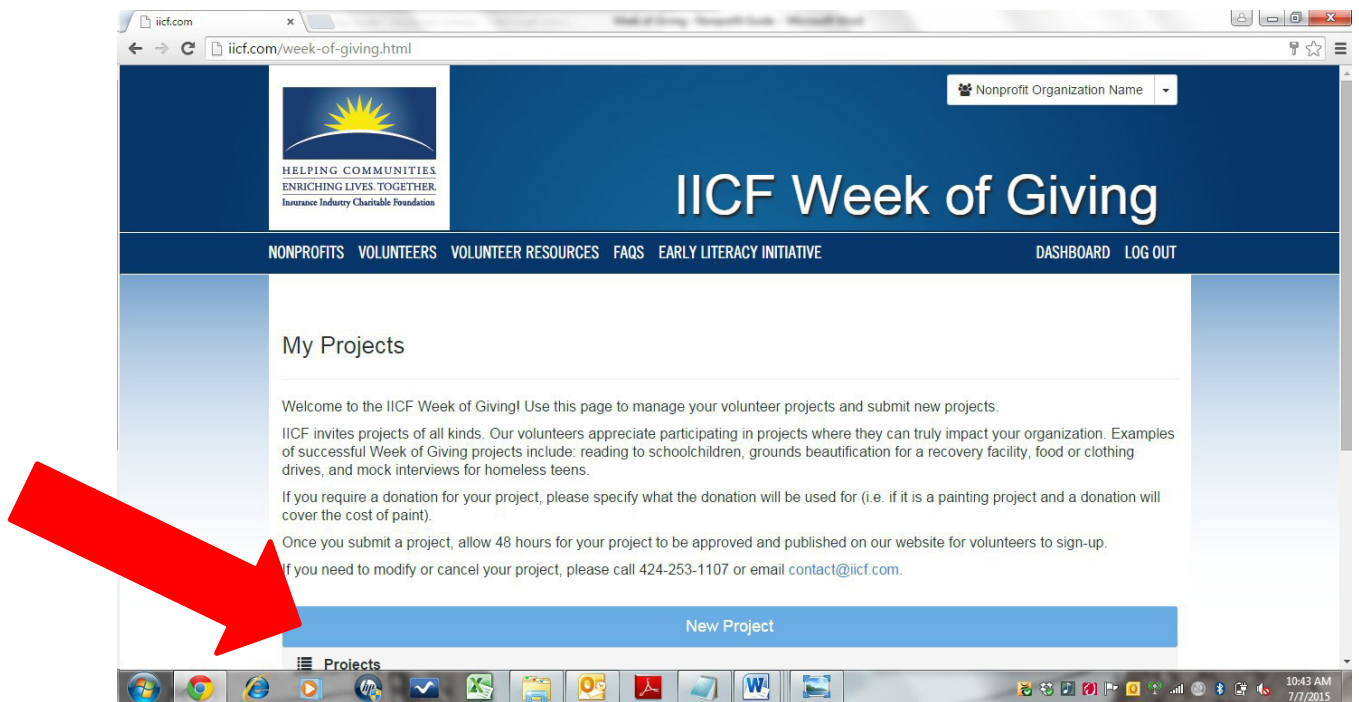 iicf.com
Week of Giving - Nonprofit Guide - Microsoft Word
iicf.com/week-of-giving.html
Nonprofit Organization Name
HELPING COMMUNITIES.
ENRICHING LIVES. TOGETHER.
Insurance Industry Charitable Foundation
IICF Week of Giving
NONPROFITS VOLUNTEERS VOLUNTEER RESOURCES FAQS EARLY LITERACY INITIATIVE DASHBOARD LOG OUT
My Projects
Welcome to the IICF Week of Giving! Use this page to manage your volunteer projects and submit new projects.
IICF invites projects of all kinds. Our volunteers appreciate participating in projects where they can truly impact your organization. Examples
of successful Week of Giving projects include: reading to schoolchildren, grounds beautification for a recovery facility, food or clothing
drives, and mock interviews for homeless teens.
If you require a donation for your project, please specify what the donation will be used for (i.e. if it is a painting project and a donation will
cover the cost of paint).
Once you submit a project, allow 48 hours for your project to be approved and published on our website for volunteers to sign-up.
If you need to modify or cancel your project, please call 424-253-1107 or email contact@iicf.com.
New Project
Projects
10:43 AM
7/7/2015